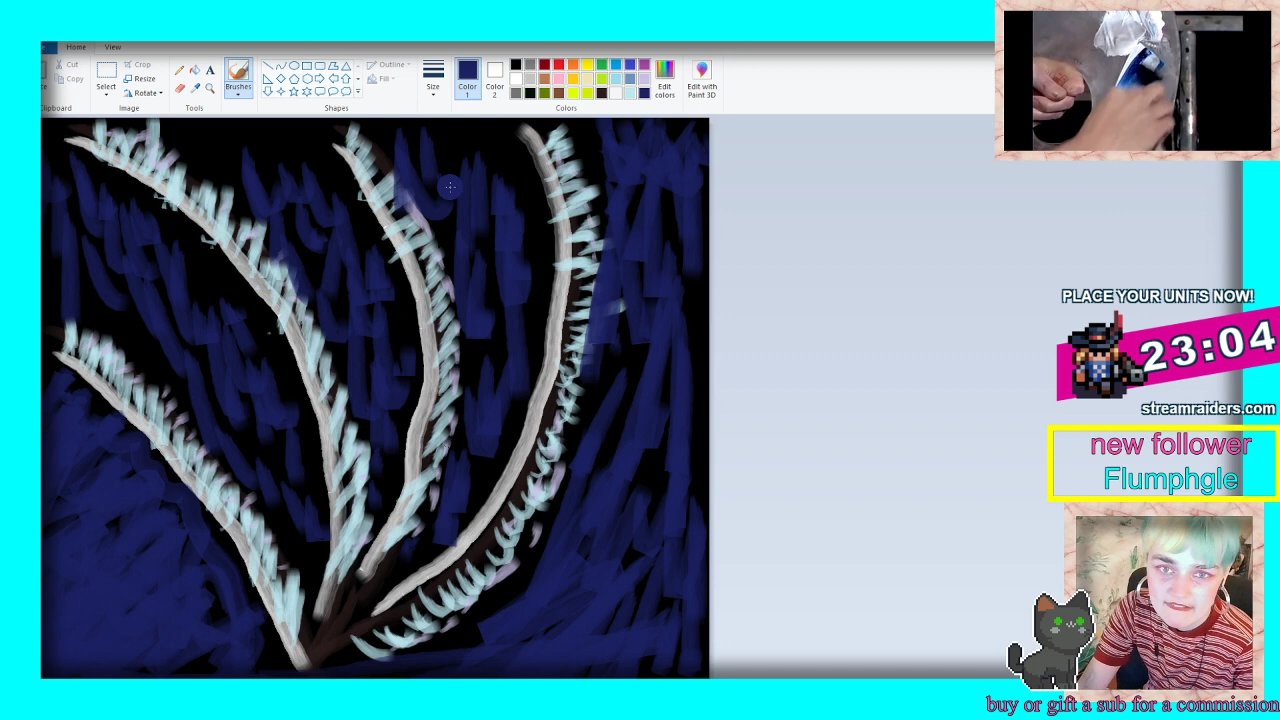 Home View
Cut
Copy
Clipboard
Select
Crop
Resize
Rotate
Image
A
Tools
Brushes
Outline
Fill
Shapes
Size
Color
1
Color
2
Colors
Edit
colors
Edit with
Paint 3D
PLACE YOUR UNITS NOW!
23:04
streamraiders.com
new follower
Flumphgle
buy or gift a sub for a commission